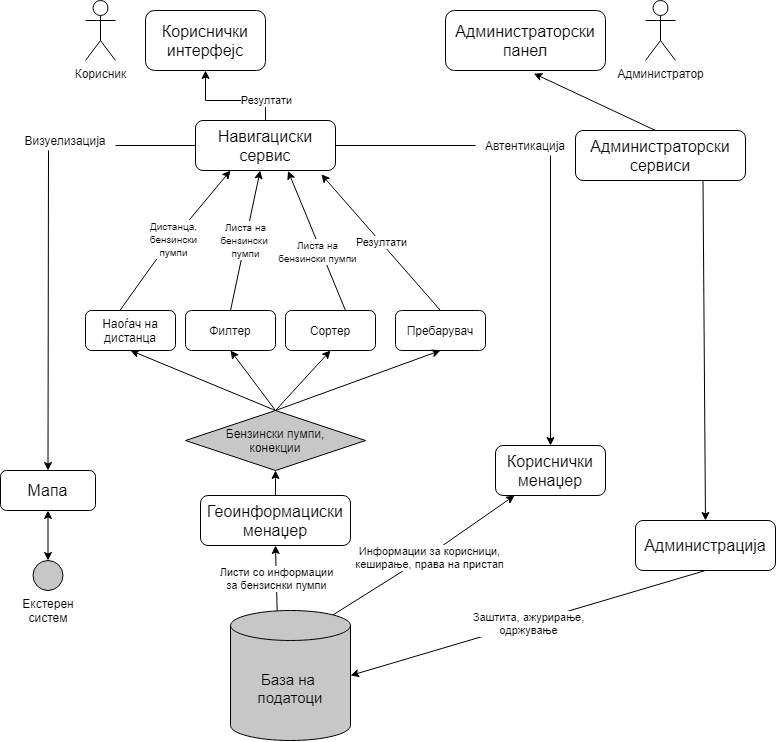 Корисник
Кориснички
интерфејс
Администраторски
панел
Администратор
Резултати
Визуелизација
Навигациски
сервис
Автентикација
Администраторски
сервиси
Дистанца,
бензински
пумпи
Листа на
бензински
пумпи
Листа на
бензински пумпи
Резултати
Наоѓач на
дистанца
Филтер
Сортер
Пребарувач
Бензински пумпи,
конекции
Мапа
Кориснички
менаџер
Геоинформациски
менаџер
Администрација
Информации за корисници,
кеширање, права на пристап
Листи со информации
за бензиснки пумпи
Екстерен
систем
Заштита, ажурирање,
одржување
База на
податоци